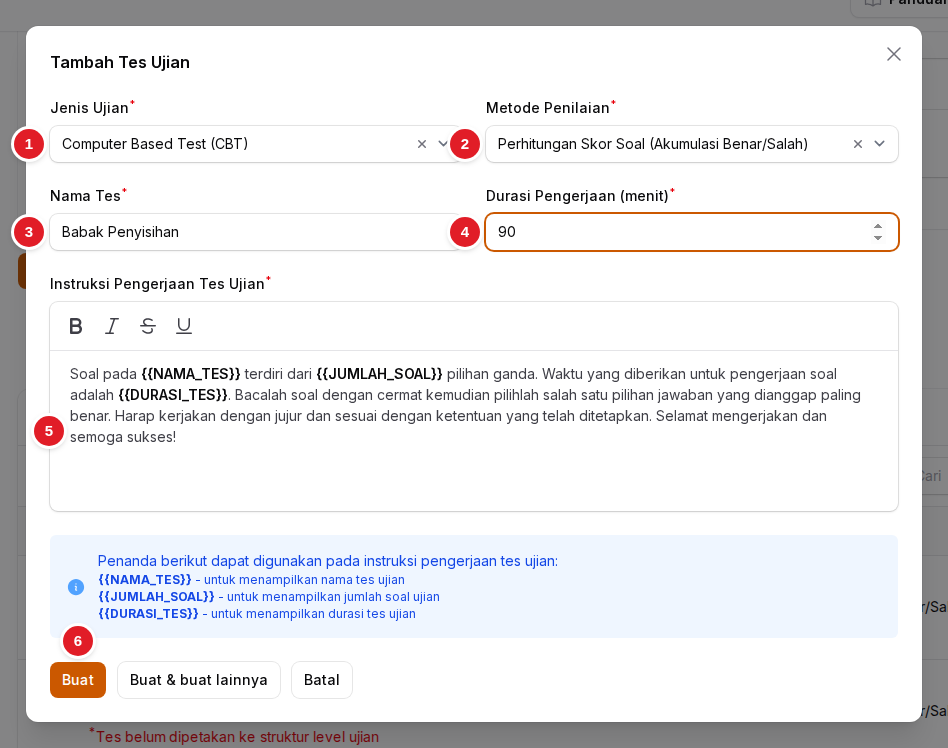 Tambah Tes Ujian
Jenis Ujian*
Metode Penilaian*
1
Computer Based Test (CBT)
2
Perhitungan Skor Soal (Akumulasi Benar/Salah)
Nama Tes*
Durasi Pengerjaan (menit)*
3
Babak Penyisihan
4
90
Instruksi Pengerjaan Tes Ujian*
B I S U
Soal pada {{NAMA_TES}} terdiri dari {{JUMLAH_SOAL}} pilihan ganda. Waktu yang diberikan untuk pengerjaan soal
adalah {{DURASI_TES}}. Bacalah soal dengan cermat kemudian pilihlah salah satu pilihan jawaban yang dianggap paling
benar. Harap kerjakan dengan jujur dan sesuai dengan ketentuan yang telah ditetapkan. Selamat mengerjakan dan
5
semoga sukses!
Cari
Penanda berikut dapat digunakan pada instruksi pengerjaan tes ujian:
{{NAMA_TES}} - untuk menampilkan nama tes ujian
{{JUMLAH_SOAL}} - untuk menampilkan jumlah soal ujian
{{DURASI_TES}} - untuk menampilkan durasi tes ujian
6
Buat
Buat & buat lainnya
Batal
*Tes belum dipetakan ke struktur level ujian